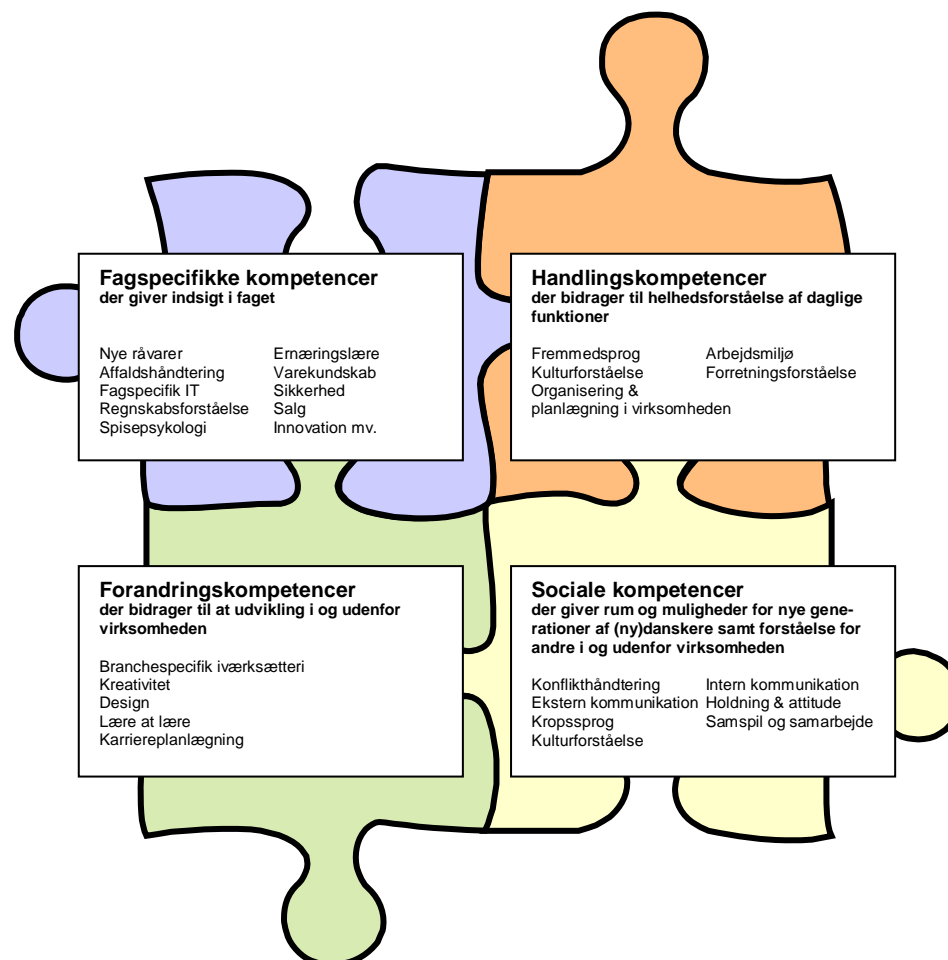 Fagspecifikke kompetencer
der giver indsigt i faget
Nye råvarer
Affaldshåndtering
Fagspecifik IT
Regnskabsforståelse
Spisepsykologi
Ernæringslære
Varekundskab
Sikkerhed
Salg
Innovation mv.
Handlingskompetencer
der bidrager til helhedsforståelse af daglige
funktioner
Fremmedsprog
Kulturforståelse
Organisering &
planlægning i virksomheden
Arbejdsmiljø
Forretningsforståelse
Forandringskompetencer
der bidrager til at udvikling i og udenfor
virksomheden
Branchespecifik iværksætteri
Kreativitet
Design
Lære at lære
Karriereplanlægning
Sociale kompetencer
der giver rum og muligheder for nye gene-
rationer af (ny)danskere samt forståelse for
andre i og udenfor virksomheden
Konflikthåndtering
Ekstern kommunikation
Kropssprog
Kulturforståelse
Intern kommunikation
Holdning & attitude
Samspil og samarbejde